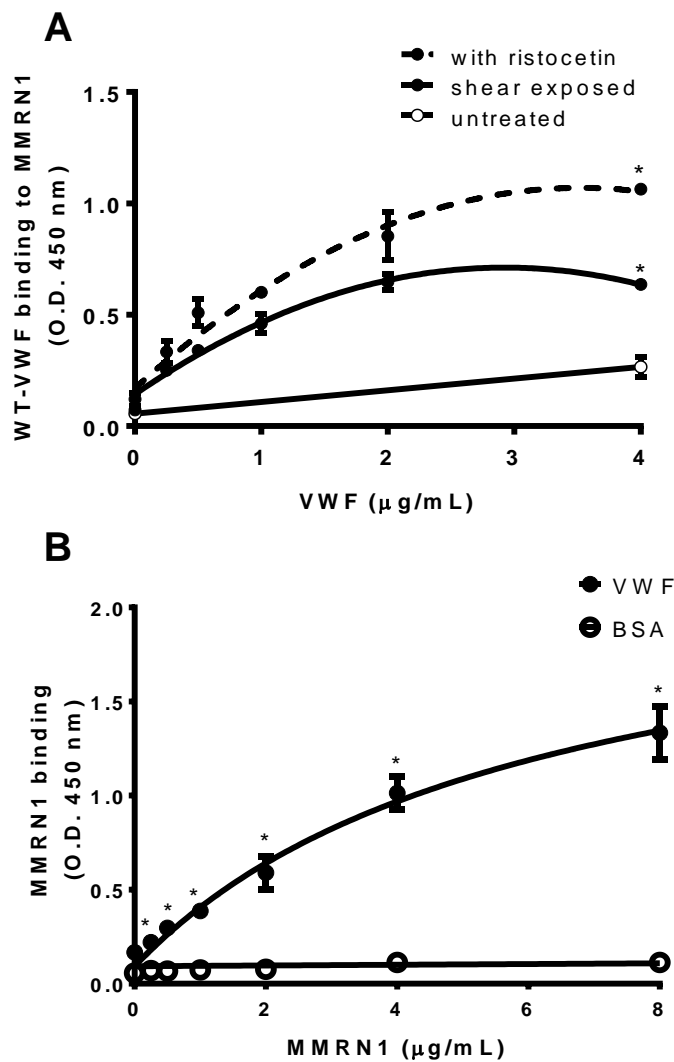 A
with ristocetin
shear exposed
untreated
WT-VWF binding to MMRN1
(O.D. 450 nm)
1.5
*
1.0
*
0.5
0.0
0 1 2 3 4
VWF (μg/mL)
B
VWF
BSA
MMRN1 binding
(O.D. 450 nm)
2.0
*
1.5
*
1.0
*
0.5
* * *
0.0
0 2 4 6 8
MMRN1 (μg/mL)